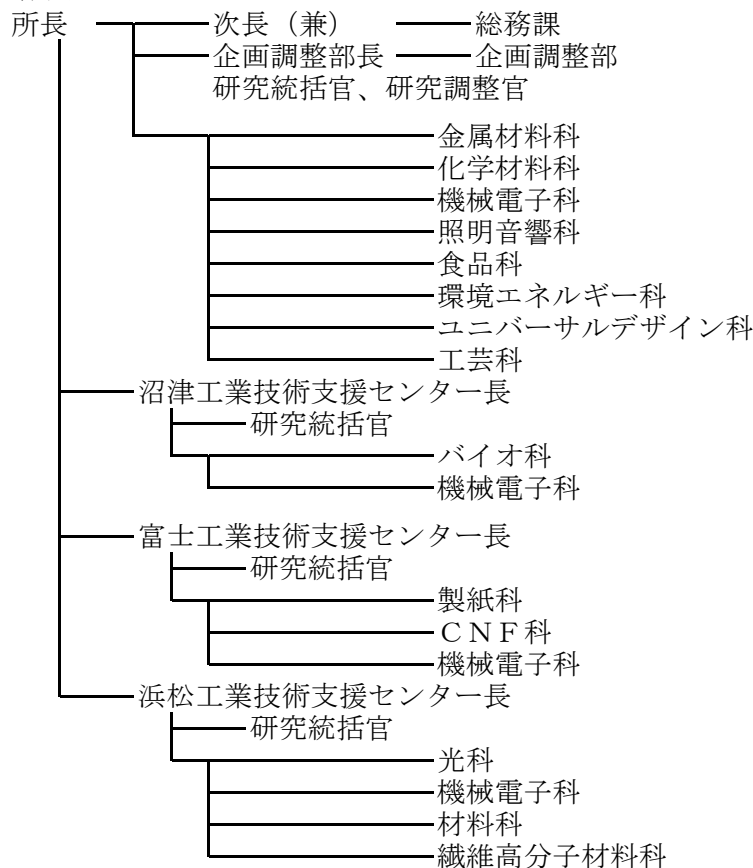 所長　次長（兼）　総務課
企画調整部長　企画調整部
研究統括官、研究調整官
金属材料科
化学材料科
機械電子科
照明音響科
食品科
環境エネルギー科
ユニバーサルデザイン科
工芸科
沼津工業技術支援センター長
研究統括官
バイオ科
機械電子科
富士工業技術支援センター長
研究統括官
製紙科
ＣＮＦ科
機械電子科
浜松工業技術支援センター長
研究統括官
光科
機械電子科
材料科
繊維高分子材料科